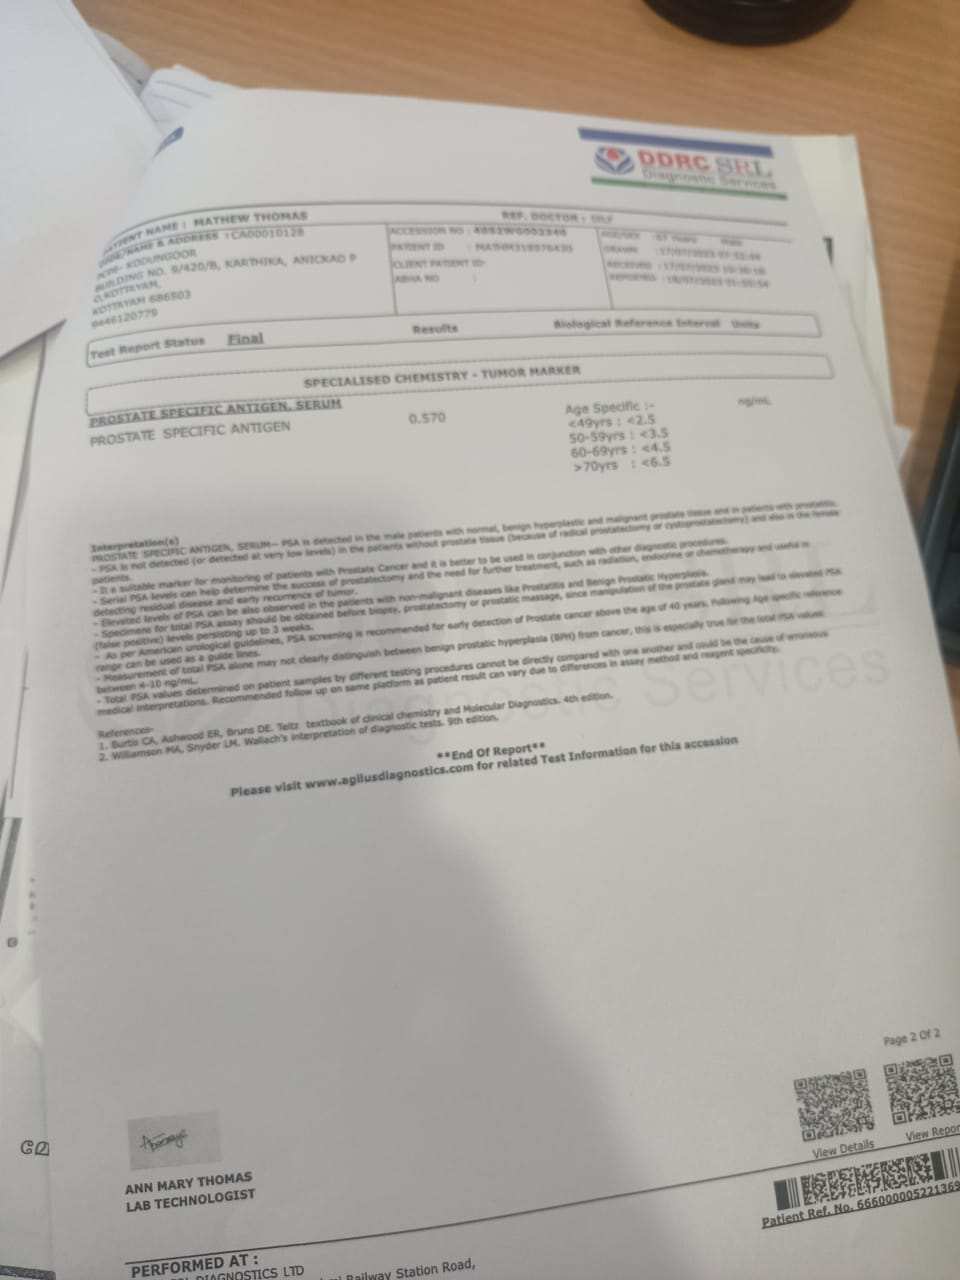 DDRC SRL
Diagnostic Services
PATIENT NAME : MATHEW THOMAS
REF. DOCTOR : SELF
CODE/NAME & ADDRESS : CA00010128
KODUNGOOR
BUILDING NO. 9/420/B, KARTHIKA, ANICKAD P
O,KOTTAYAM,
KOTTAYAM 686503
ACCESSION NO :
PATIENT ID :
CLIENT PATIENT ID:
ABHA NO :
AGE/SEX :
DRAWN :
RECEIVED :
REPORTED :
Test Report Status Final Results Biological Reference Interval Units
SPECIALISED CHEMISTRY - TUMOR MARKER
PROSTATE SPECIFIC ANTIGEN, SERUM
PROSTATE SPECIFIC ANTIGEN 0.570 Age Specific :- ng/mL
<49yrs : <2.5
50-59yrs : <3.5
60-69yrs : <4.5
>70yrs : <6.5
Interpretation(s)
PROSTATE SPECIFIC ANTIGEN, SERUM- PSA is detected in the male patients with normal, benign hyperplastic and malignant prostate tissue and in patients with prostatitis.
- PSA is not detected (or detected at very low levels) in the patients without prostate tissue (because of radical prostatectomy or cystoprostatectomy) and also in the female
patients.
- It a suitable marker for monitoring of patients with Prostate Cancer and it is better to be used in conjunction with other diagnostic procedures.
- Serial PSA levels can help determine the success of prostatectomy and the need for further treatment, such as radiation, endocrine or chemotherapy and useful in
detecting residual disease and early recurrence of tumor.
- Elevated levels of PSA can be also observed in the patients with non-malignant diseases like Prostatitis and Benign Prostatic Hyperplasia.
- Specimens for total PSA assay should be obtained before biopsy, prostatectomy or prostatic massage, since manipulation of the prostate gland may lead to elevated PSA
(false positive) levels persisting up to 3 weeks.
- As per American urological guidelines, PSA screening is recommended for early detection of Prostate cancer above the age of 40 years. Following Age specific reference
range can be used as a guide lines.
- Measurement of total PSA alone may not clearly distinguish between benign prostatic hyperplasia (BPH) from cancer, this is especially true for the total PSA values
between 4-10 ng/mL.
- Total PSA values determined on patient samples by different testing procedures cannot be directly compared with one another and could be the cause of erroneous
medical interpretations. Recommended follow up on same platform as patient result can vary due to differences in assay method and reagent specificity.
References-
1. Burtis CA, Ashwood ER, Bruns DE. Teitz textbook of clinical chemistry and Molecular Diagnostics. 4th edition.
2. Williamson MA, Snyder LM. Wallach's interpretation of diagnostic tests. 9th edition.
**End Of Report**
Please visit www.agilusdiagnostics.com for related Test Information for this accession
Diagnostic Services
Page 2 Of 2
View Details View Repor
ANN MARY THOMAS
LAB TECHNOLOGIST
Patient Ref. No. 666000005221369
PERFORMED AT :
DIAGNOSTICS LTD
Railway Station Road,